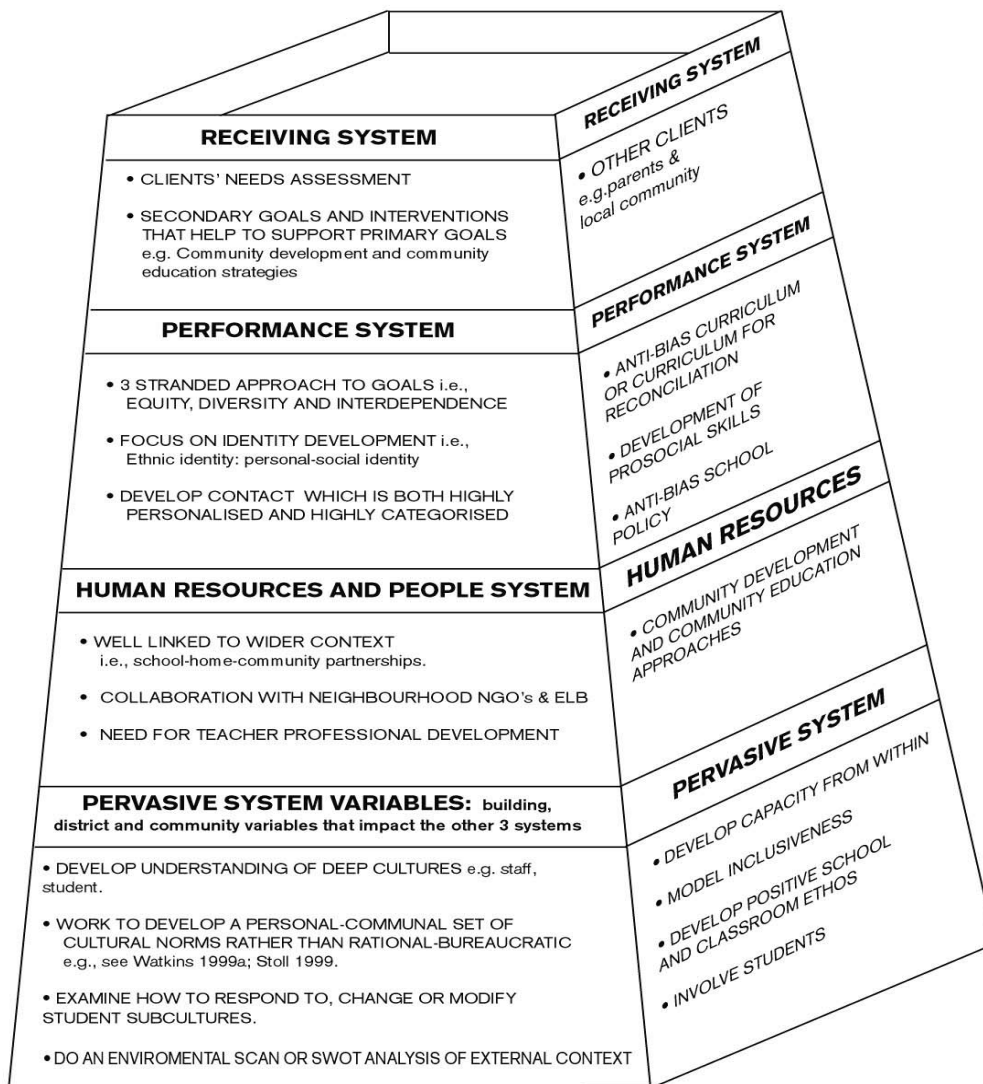 RECEIVING SYSTEM
• CLIENTS' NEEDS ASSESSMENT
• SECONDARY GOALS AND INTERVENTIONS
THAT HELP TO SUPPORT PRIMARY GOALS
e.g. Community development and community
education strategies
PERFORMANCE SYSTEM
• 3 STRANDED APPROACH TO GOALS i.e.,
EQUITY, DIVERSITY AND INTERDEPENDENCE
• FOCUS ON IDENTITY DEVELOPMENT i.e.,
Ethnic identity: personal-social identity
• DEVELOP CONTACT WHICH IS BOTH HIGHLY
PERSONALISED AND HIGHLY CATEGORISED
HUMAN RESOURCES AND PEOPLE SYSTEM
• WELL LINKED TO WIDER CONTEXT
i.e., school-home-community partnerships.
• COLLABORATION WITH NEIGHBOURHOOD NGO's & ELB
• NEED FOR TEACHER PROFESSIONAL DEVELOPMENT
PERVASIVE SYSTEM VARIABLES: building,
district and community variables that impact the other 3 systems
• DEVELOP UNDERSTANDING OF DEEP CULTURES e.g. staff,
student.
• WORK TO DEVELOP A PERSONAL-COMMUNAL SET OF
CULTURAL NORMS RATHER THAN RATIONAL-BUREAUCRATIC
e.g., see Watkins 1999a; Stoll 1999.
• EXAMINE HOW TO RESPOND TO, CHANGE OR MODIFY
STUDENT SUBCULTURES.
• DO AN ENVIROMENTAL SCAN OR SWOT ANALYSIS OF EXTERNAL CONTEXT
RECEIVING SYSTEM
• OTHER CLIENTS
e.g.parents &
local community
PERFORMANCE SYSTEM
• ANTI-BIAS CURRICULUM
OR CURRICULUM FOR
RECONCILIATION
• DEVELOPMENT OF
PROSOCIAL SKILLS
• ANTI-BIAS SCHOOL
POLICY
HUMAN RESOURCES
• COMMUNITY DEVELOPMENT
AND COMMUNITY EDUCATION
APPROACHES
PERVASIVE SYSTEM
• DEVELOP CAPACITY FROM WITHIN
• MODEL INCLUSIVENESS
• DEVELOP POSITIVE SCHOOL
AND CLASSROOM ETHOS
• INVOLVE STUDENTS